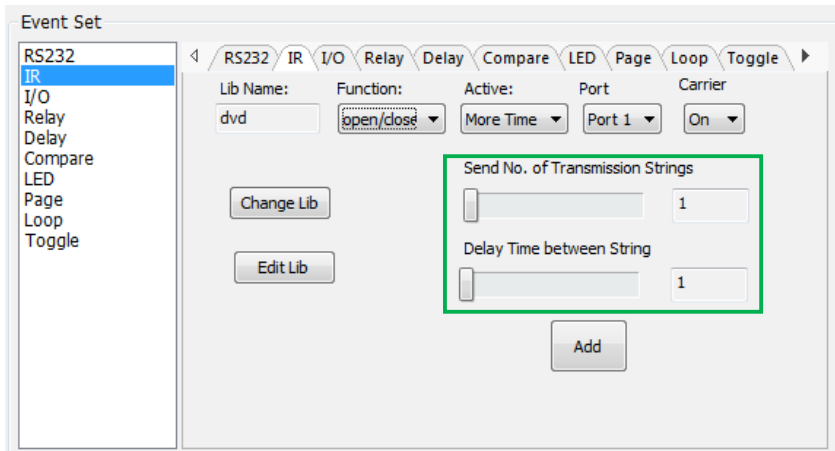 Event Set
RS232
IR
I/O
Relay
Delay
Compare
LED
Page
Loop
Toggle
RS232 IR I/O Relay Delay Compare LED Page Loop Toggle
Lib Name: Function: Active: Port Carrier
dvd open/close More Time Port 1 On
Send No. of Transmission Strings
Change Lib 1
Delay Time between String
Edit Lib 1
Add